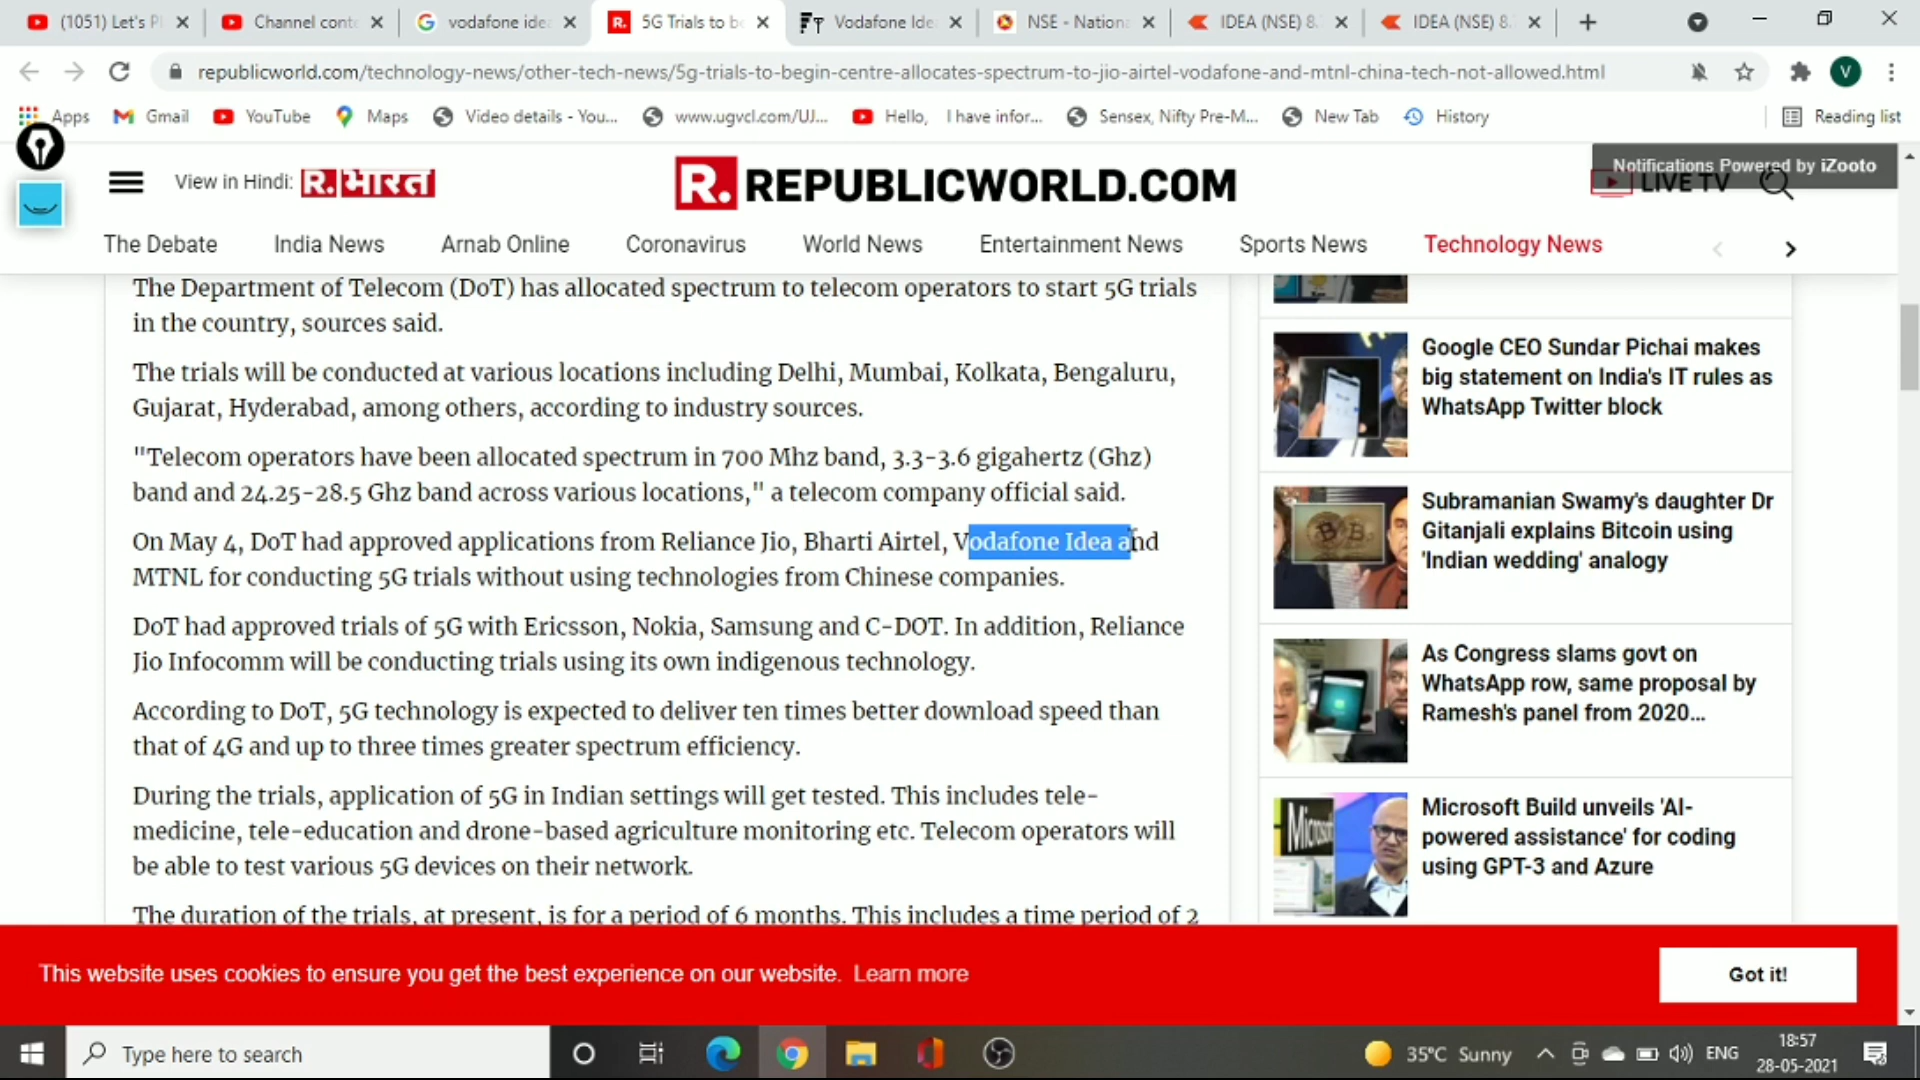 (1051) Let's Pl
Channel cont
vodafone idea
5G Trials to be
Vodafone Idea
NSE - Nationa
IDEA (NSE) 8.
IDEA (NSE) 8.
republicworld.com/technology-news/other-tech-news/5g-trials-to-begin-centre-allocates-spectrum-to-jio-airtel-vodafone-and-mtnl-china-tech-not-allowed.html
V
Apps
Gmail
YouTube
Maps
Video details - You...
www.ugvcl.com/UJ...
Hello, I have infor...
Sensex, Nifty Pre-M...
New Tab
History
Reading list
Notifications Powered by iZooto
View in Hindi: R. भारत
R. REPUBLICWORLD.COM
LIVE TV
The Debate
India News
Arnab Online
Coronavirus
World News
Entertainment News
Sports News
Technology News
The Department of Telecom (DoT) has allocated spectrum to telecom operators to start 5G trials
in the country, sources said.
The trials will be conducted at various locations including Delhi, Mumbai, Kolkata, Bengaluru,
Gujarat, Hyderabad, among others, according to industry sources.
"Telecom operators have been allocated spectrum in 700 Mhz band, 3.3-3.6 gigahertz (Ghz)
band and 24.25-28.5 Ghz band across various locations," a telecom company official said.
On May 4, DoT had approved applications from Reliance Jio, Bharti Airtel, Vodafone Idea and
MTNL for conducting 5G trials without using technologies from Chinese companies.
DoT had approved trials of 5G with Ericsson, Nokia, Samsung and C-DOT. In addition, Reliance
Jio Infocomm will be conducting trials using its own indigenous technology.
According to DoT, 5G technology is expected to deliver ten times better download speed than
that of 4G and up to three times greater spectrum efficiency.
During the trials, application of 5G in Indian settings will get tested. This includes tele-
medicine, tele-education and drone-based agriculture monitoring etc. Telecom operators will
be able to test various 5G devices on their network.
The duration of the trials, at present, is for a period of 6 months. This includes a time period of 2
Google CEO Sundar Pichai makes
big statement on India's IT rules as
WhatsApp Twitter block
Subramanian Swamy's daughter Dr
Gitanjali explains Bitcoin using
'Indian wedding' analogy
As Congress slams govt on
WhatsApp row, same proposal by
Ramesh's panel from 2020...
Microsoft
Microsoft Build unveils 'AI-
powered assistance' for coding
using GPT-3 and Azure
This website uses cookies to ensure you get the best experience on our website. Learn more
Got it!
Type here to search
35°C Sunny
ENG
18:57
28-05-2021